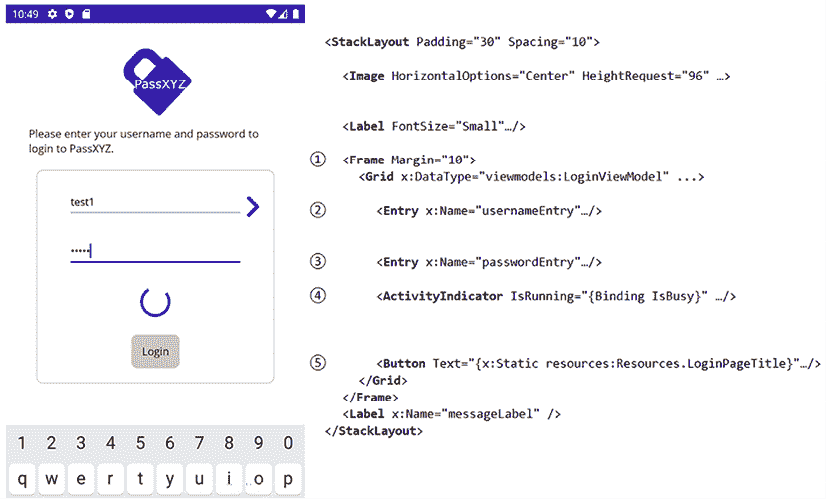 10:49
PassXYZ
Please enter your username and password to
login to PassXYZ.
test1
•••••
Login
1 2 3 4 5 6 7 8 9 0
q w e r t y u i o p
<StackLayout Padding="30" Spacing="10">
<Image HorizontalOptions="Center" HeightRequest="96" …>
<Label FontSize="Small"…/>
① <Frame Margin="10">
<Grid x:DataType="viewmodels:LoginViewModel" ...>
② <Entry x:Name="usernameEntry"…/>
③ <Entry x:Name="passwordEntry"…/>
④ <ActivityIndicator IsRunning="{Binding IsBusy}" …/>
⑤ <Button Text="{x:Static resources:Resources.LoginPageTitle}"…/>
</Grid>
</Frame>
<Label x:Name="messageLabel" />
</StackLayout>